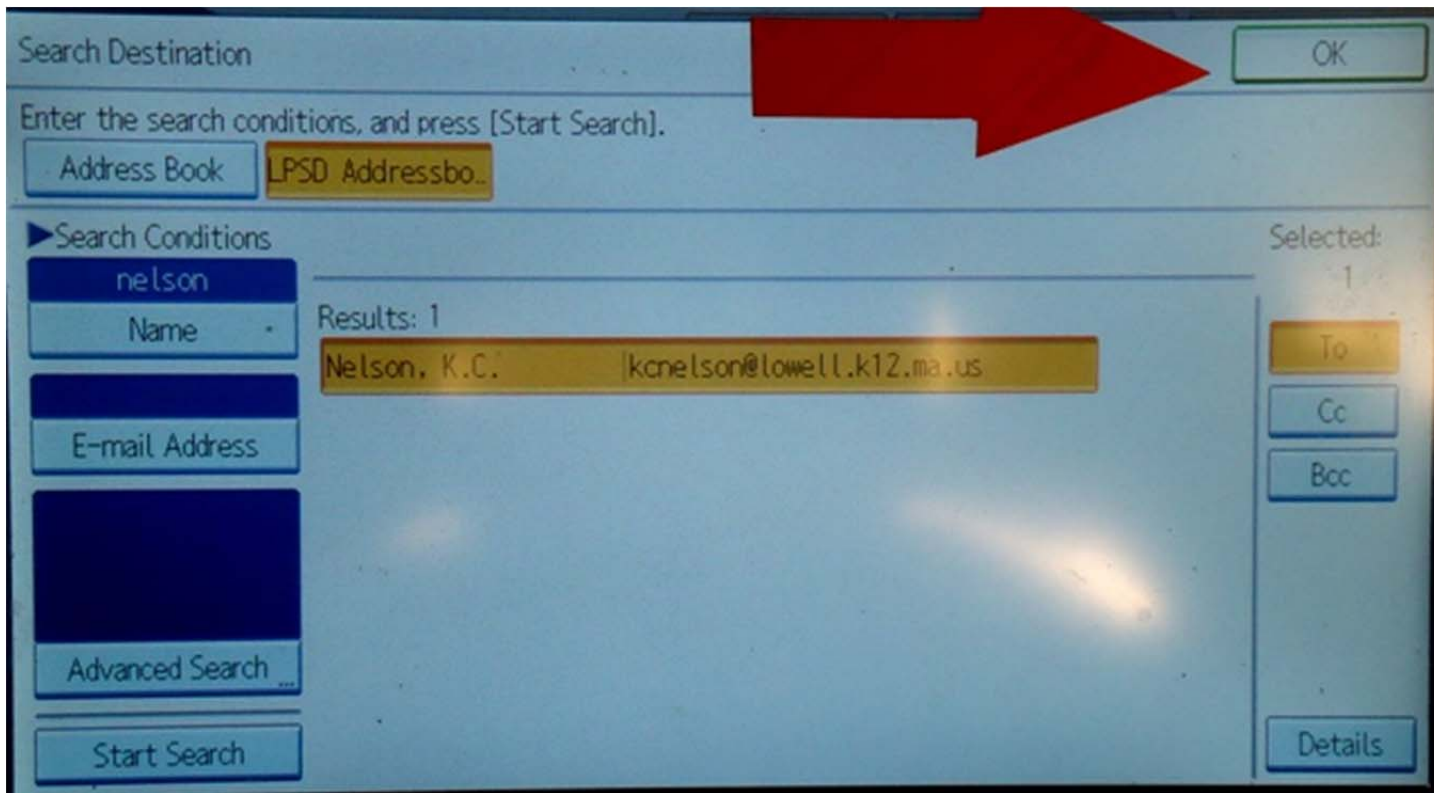 Search Destination
OK
Enter the search conditions, and press [Start Search].
Address Book
LPSD Addressbo..
Search Conditions
Selected:
nelson
1
Name
Results: 1
To
Nelson, K.C. kcnelson@lowell.k12.ma.us
Cc
E-mail Address
Bcc
Advanced Search ...
Start Search
Details